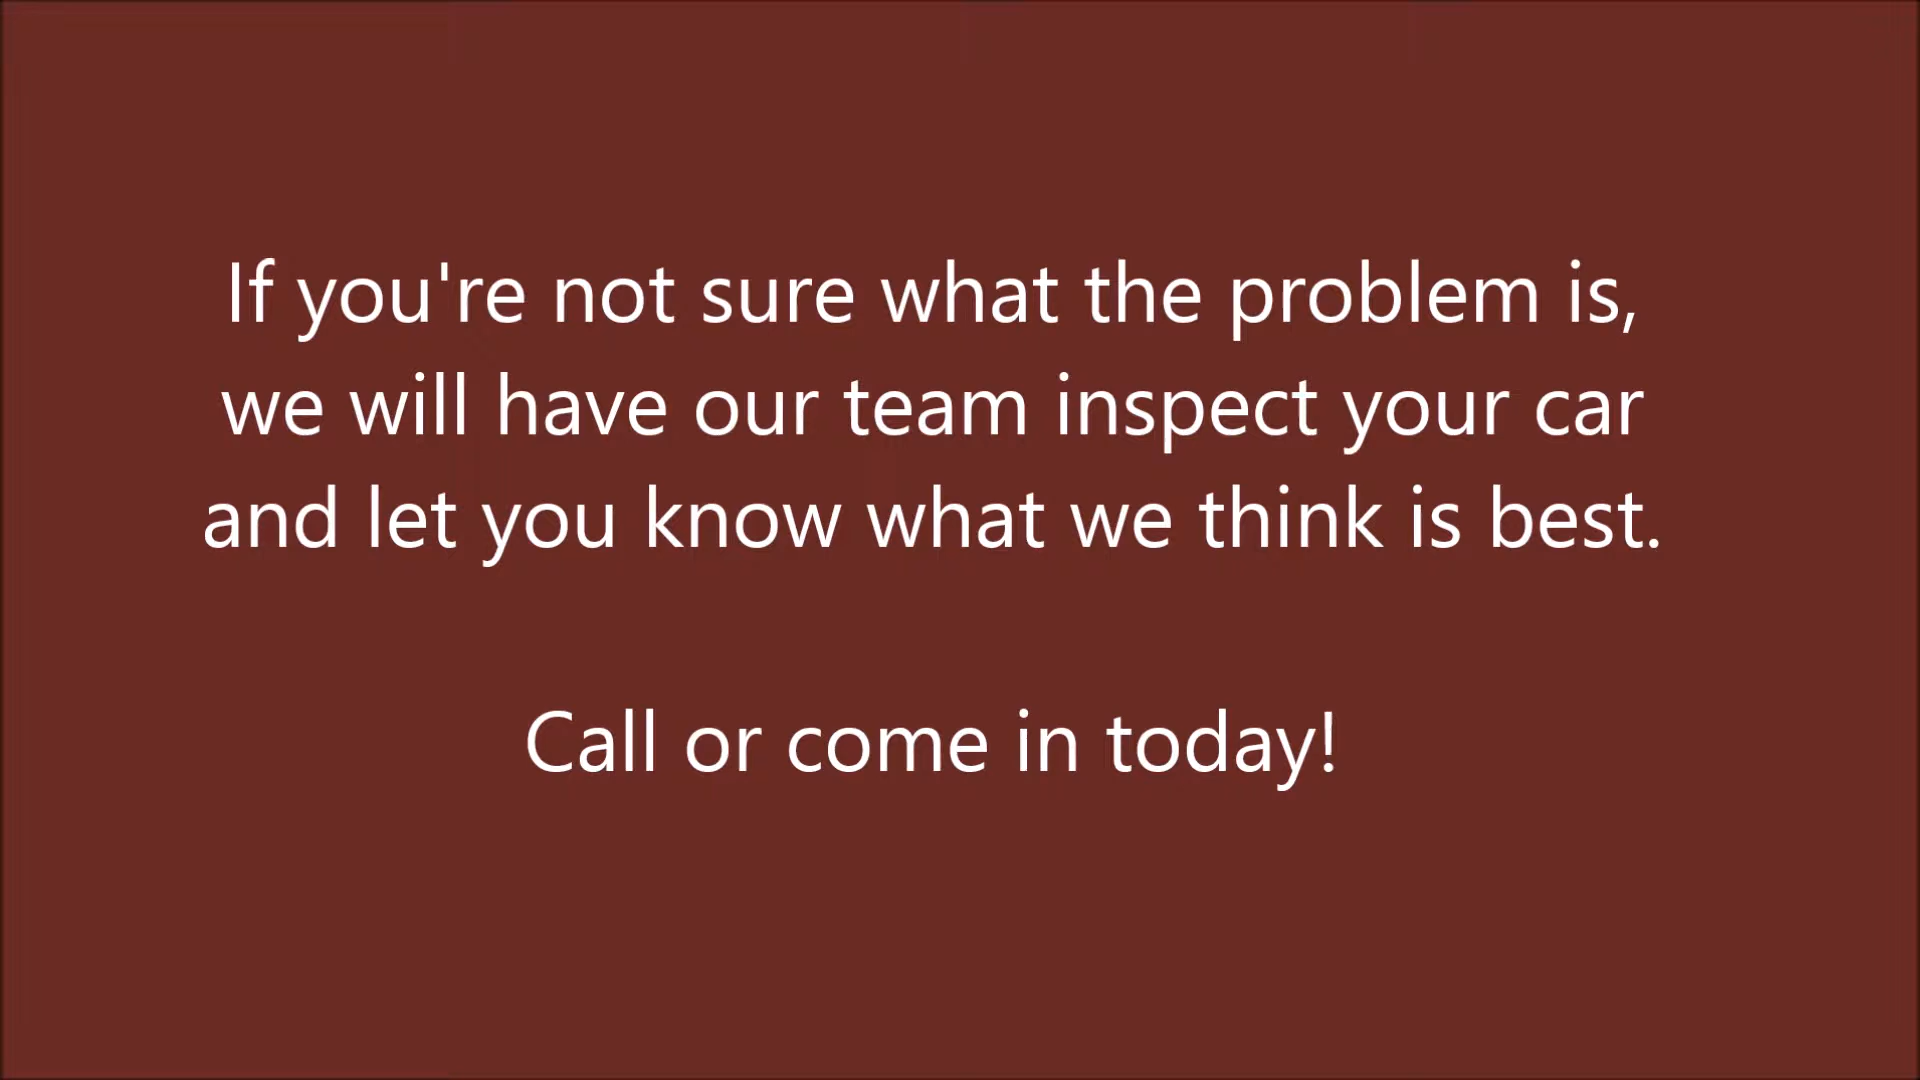 If you're not sure what the problem is,
we will have our team inspect your car
and let you know what we think is best.
Call or come in today!